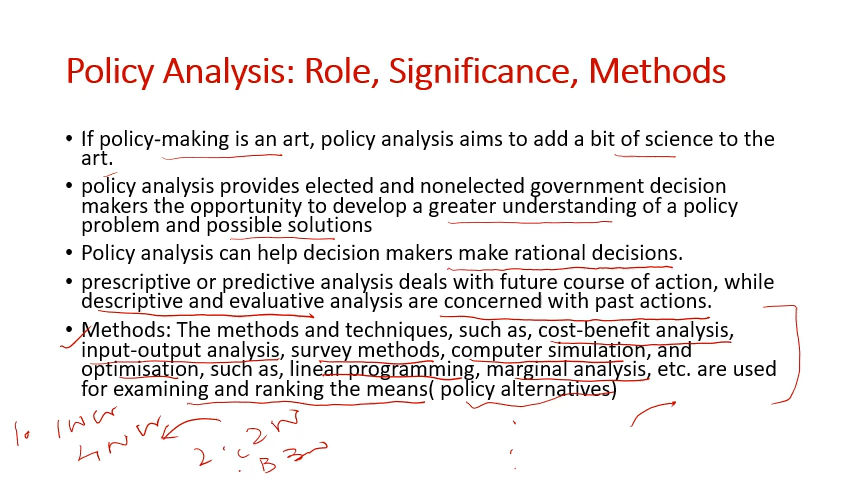 Policy Analysis: Role, Significance, Methods
• If policy-making is an art, policy analysis aims to add a bit of science to the
art.
• policy analysis provides elected and nonelected government decision
makers the opportunity to develop a greater understanding of a policy
problem and possible solutions
• Policy analysis can help decision makers make rational decisions.
• prescriptive or predictive analysis deals with future course of action, while
descriptive and evaluative analysis are concerned with past actions.
• Methods: The methods and techniques, such as, cost-benefit analysis,
input-output analysis, survey methods, computer simulation, and
optimisation, such as, linear programming, marginal analysis, etc. are used
for examining and ranking the means( policy alternatives)